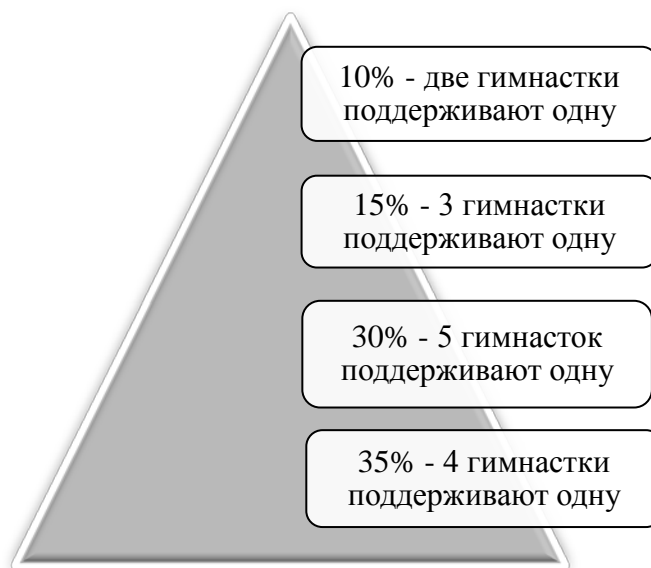 10% - две гимнастки
поддерживают одну
15% - 3 гимнастки
поддерживают одну
30% - 5 гимнасток
поддерживают одну
35% - 4 гимнастки
поддерживают одну